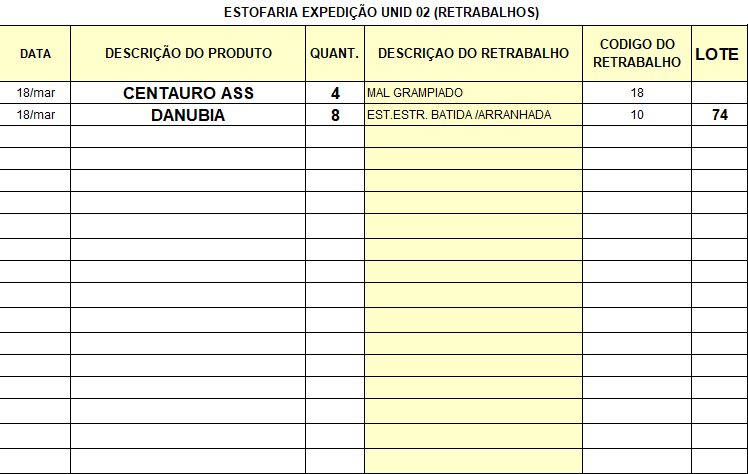 ESTOFARIA EXPEDIÇÃO UNID 02 (RETRABALHOS)
DATA DESCRIÇÃO DO PRODUTO QUANT. DESCRIÇAO DO RETRABALHO CODIGO DO RETRABALHO LOTE
18/mar CENTAURO ASS 4 MAL GRAMPIADO 18
18/mar DANUBIA 8 EST.ESTR. BATIDA /ARRANHADA 10 74